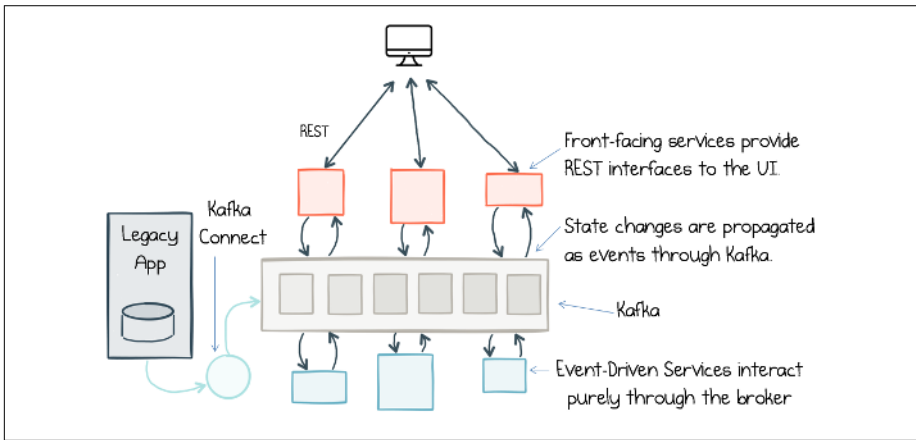 REST
Front-facing services provide
REST interfaces to the UI.
Kafka
Connect
Legacy
App
State changes are propagated
as events through Kafka.
Kafka
Event-Driven Services interact
purely through the broker